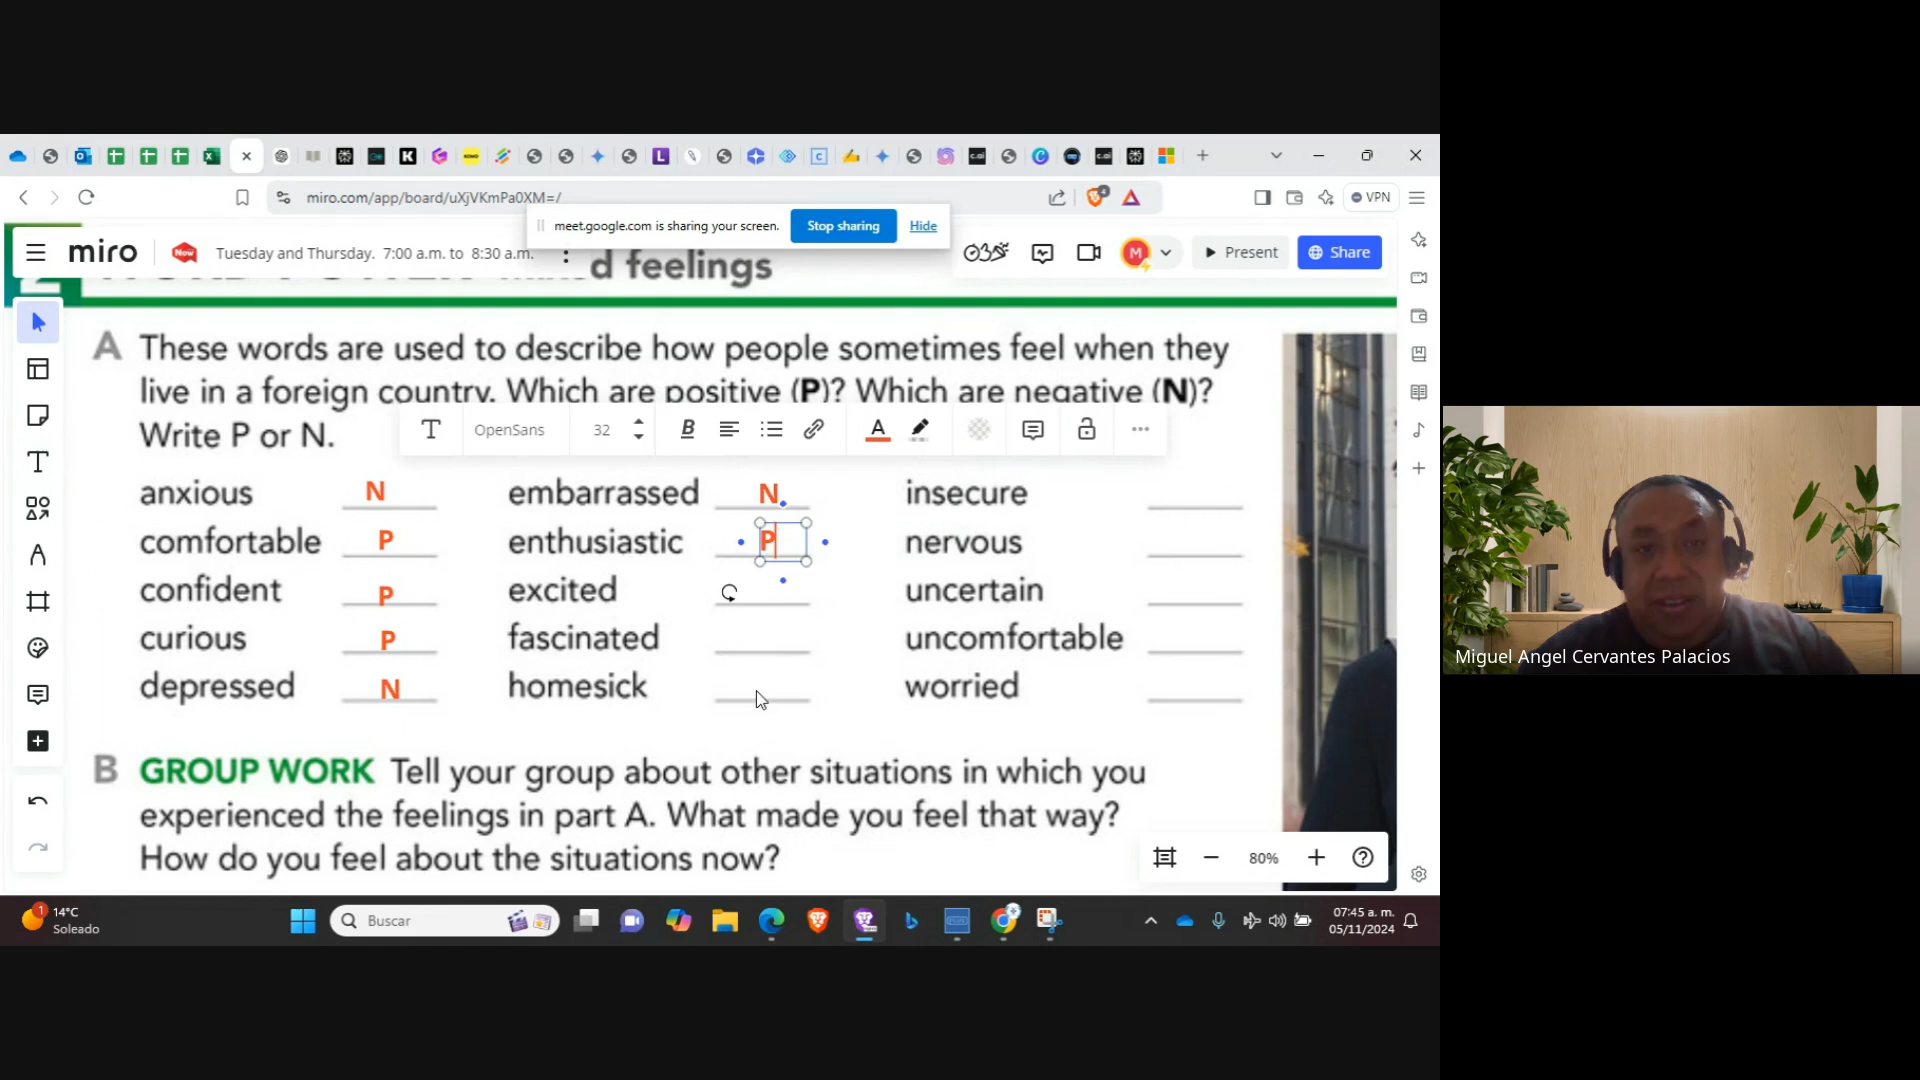 miro.com/app/board/uXjVKmPa0XM=/
VPN
meet.google.com is sharing your screen.
Stop sharing
Hide
miro
Now
Tuesday and Thursday. 7:00 a.m. to 8:30 a.m.
d feelings
M
Present
Share
A These words are used to describe how people sometimes feel when they
live in a foreign country. Which are positive (P)? Which are negative (N)?
Write P or N.
OpenSans
32
anxious N embarrassed N insecure
comfortable P enthusiastic P nervous
confident P excited uncertain
curious P fascinated uncomfortable
depressed N homesick worried
B GROUP WORK Tell your group about other situations in which you
experienced the feelings in part A. What made you feel that way?
How do you feel about the situations now?
80%
Miguel Angel Cervantes Palacios
1
14°C
Soleado
Buscar
07:45 a. m.
05/11/2024